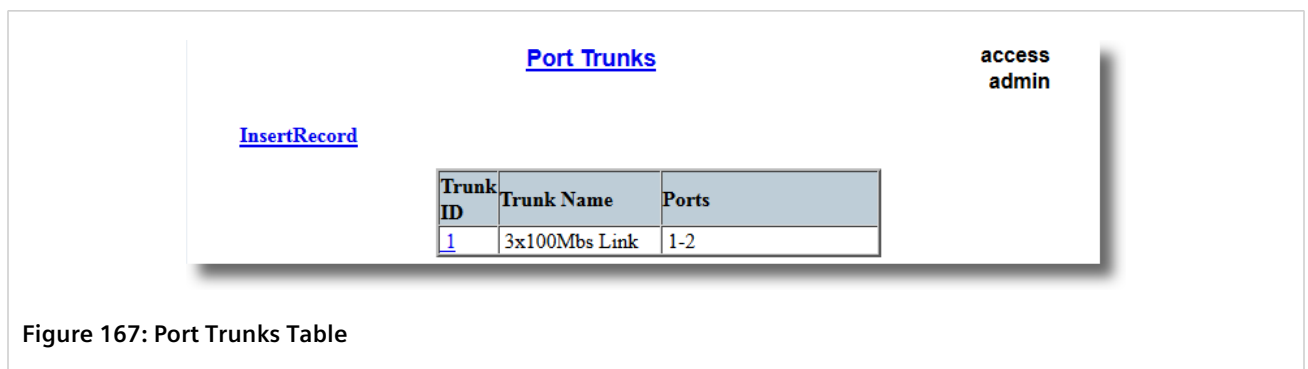 Port Trunks
access
admin
InsertRecord
Trunk ID Trunk Name Ports
1 3x100Mbs Link 1-2
Figure 167: Port Trunks Table